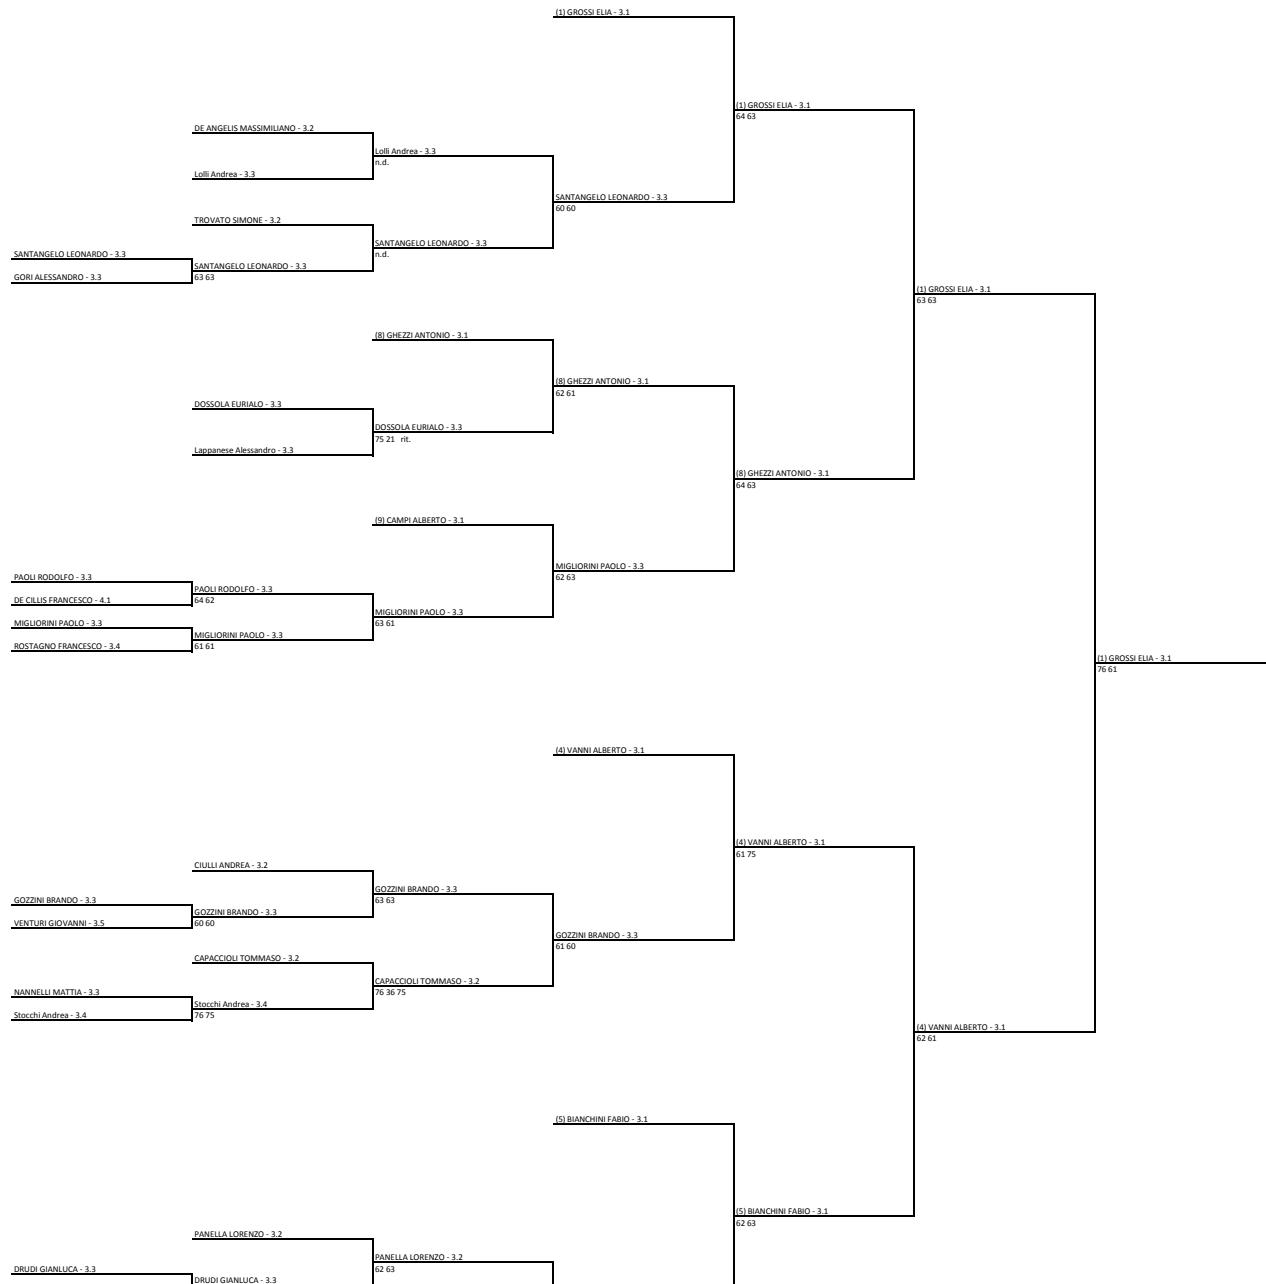 (1) GROSSI ELIA - 3.1
(1) GROSSI ELIA - 3.1
64 63
DE ANGELIS MASSIMILIANO - 3.2
Lolli Andrea - 3.3
n.d.
Lolli Andrea - 3.3
SANTANGELO LEONARDO - 3.3
60 60
TROVATO SIMONE - 3.2
SANTANGELO LEONARDO - 3.3
n.d.
SANTANGELO LEONARDO - 3.3
SANTANGELO LEONARDO - 3.3
63 63
GORI ALESSANDRO - 3.3
(1) GROSSI ELIA - 3.1
63 63
(8) GHEZZI ANTONIO - 3.1
(8) GHEZZI ANTONIO - 3.1
62 61
DOSSOLA EURIALO - 3.3
DOSSOLA EURIALO - 3.3
75 21 rit.
Lappanese Alessandro - 3.3
(8) GHEZZI ANTONIO - 3.1
64 63
(9) CAMPI ALBERTO - 3.1
MIGLIORINI PAOLO - 3.3
62 63
PAOLI RODOLFO - 3.3
PAOLI RODOLFO - 3.3
64 62
DE CILLIS FRANCESCO - 4.1
MIGLIORINI PAOLO - 3.3
63 61
MIGLIORINI PAOLO - 3.3
MIGLIORINI PAOLO - 3.3
61 61
ROSTAGNO FRANCESCO - 3.4
(1) GROSSI ELIA - 3.1
76 61
(4) VANNI ALBERTO - 3.1
(4) VANNI ALBERTO - 3.1
61 75
CIULLI ANDREA - 3.2
GOZZINI BRANDO - 3.3
63 63
GOZZINI BRANDO - 3.3
GOZZINI BRANDO - 3.3
60 60
VENTURI GIOVANNI - 3.5
GOZZINI BRANDO - 3.3
61 60
CAPACCIOLI TOMMASO - 3.2
CAPACCIOLI TOMMASO - 3.2
76 36 75
NANNELLI MATTIA - 3.3
Stocchi Andrea - 3.4
76 75
Stocchi Andrea - 3.4
(4) VANNI ALBERTO - 3.1
62 61
(5) BIANCHINI FABIO - 3.1
(5) BIANCHINI FABIO - 3.1
62 63
PANELLA LORENZO - 3.2
PANELLA LORENZO - 3.2
62 63
DRUDI GIANLUCA - 3.3
DRUDI GIANLUCA - 3.3